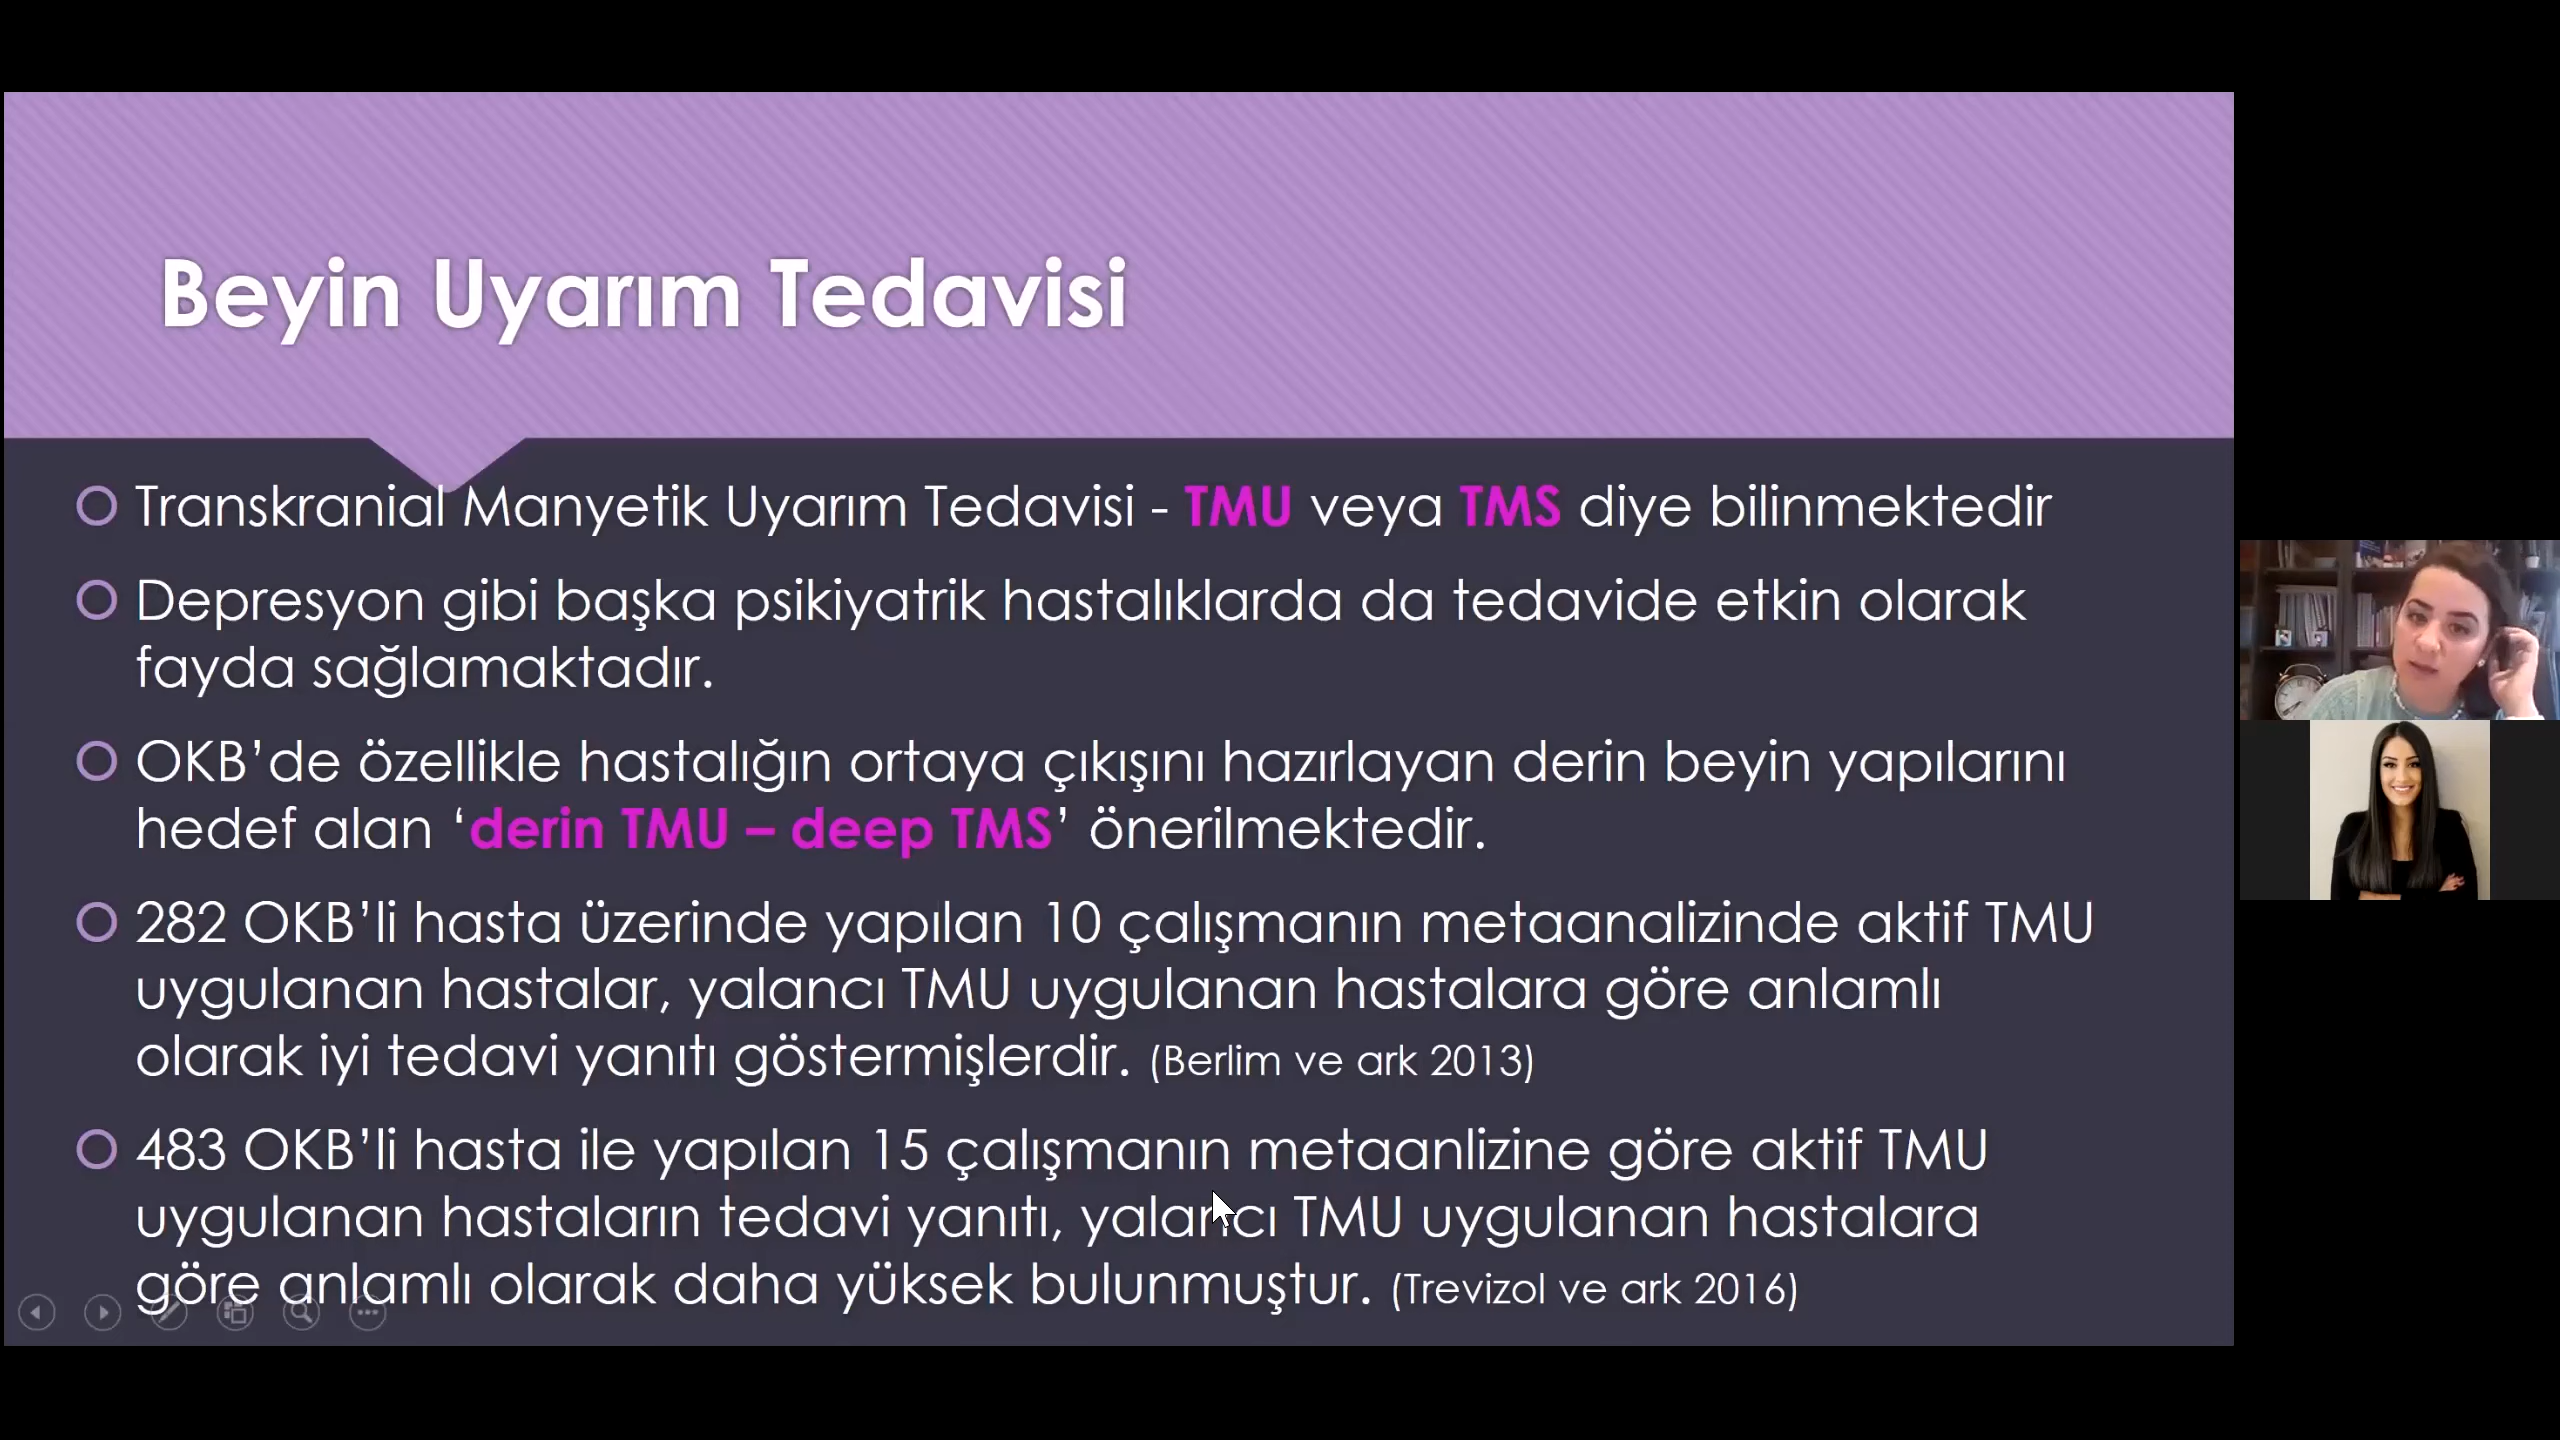 Beyin Uyarım Tedavisi
Transkranial Manyetik Uyarım Tedavisi - TMU veya TMS diye bilinmektedir
Depresyon gibi başka psikiyatrik hastalıklarda da tedavide etkin olarak
fayda sağlamaktadır.
OKB’de özellikle hastalığın ortaya çıkışını hazırlayan derin beyin yapılarını
hedef alan ‘derin TMU – deep TMS’ önerilmektedir.
282 OKB’li hasta üzerinde yapılan 10 çalışmanın metaanalizinde aktif TMU
uygulanan hastalar, yalancı TMU uygulanan hastalara göre anlamlı
olarak iyi tedavi yanıtı göstermişlerdir. (Berlim ve ark 2013)
483 OKB’li hasta ile yapılan 15 çalışmanın metaanlizine göre aktif TMU
uygulanan hastaların tedavi yanıtı, yalancı TMU uygulanan hastalara
göre anlamlı olarak daha yüksek bulunmuştur. (Trevizol ve ark 2016)